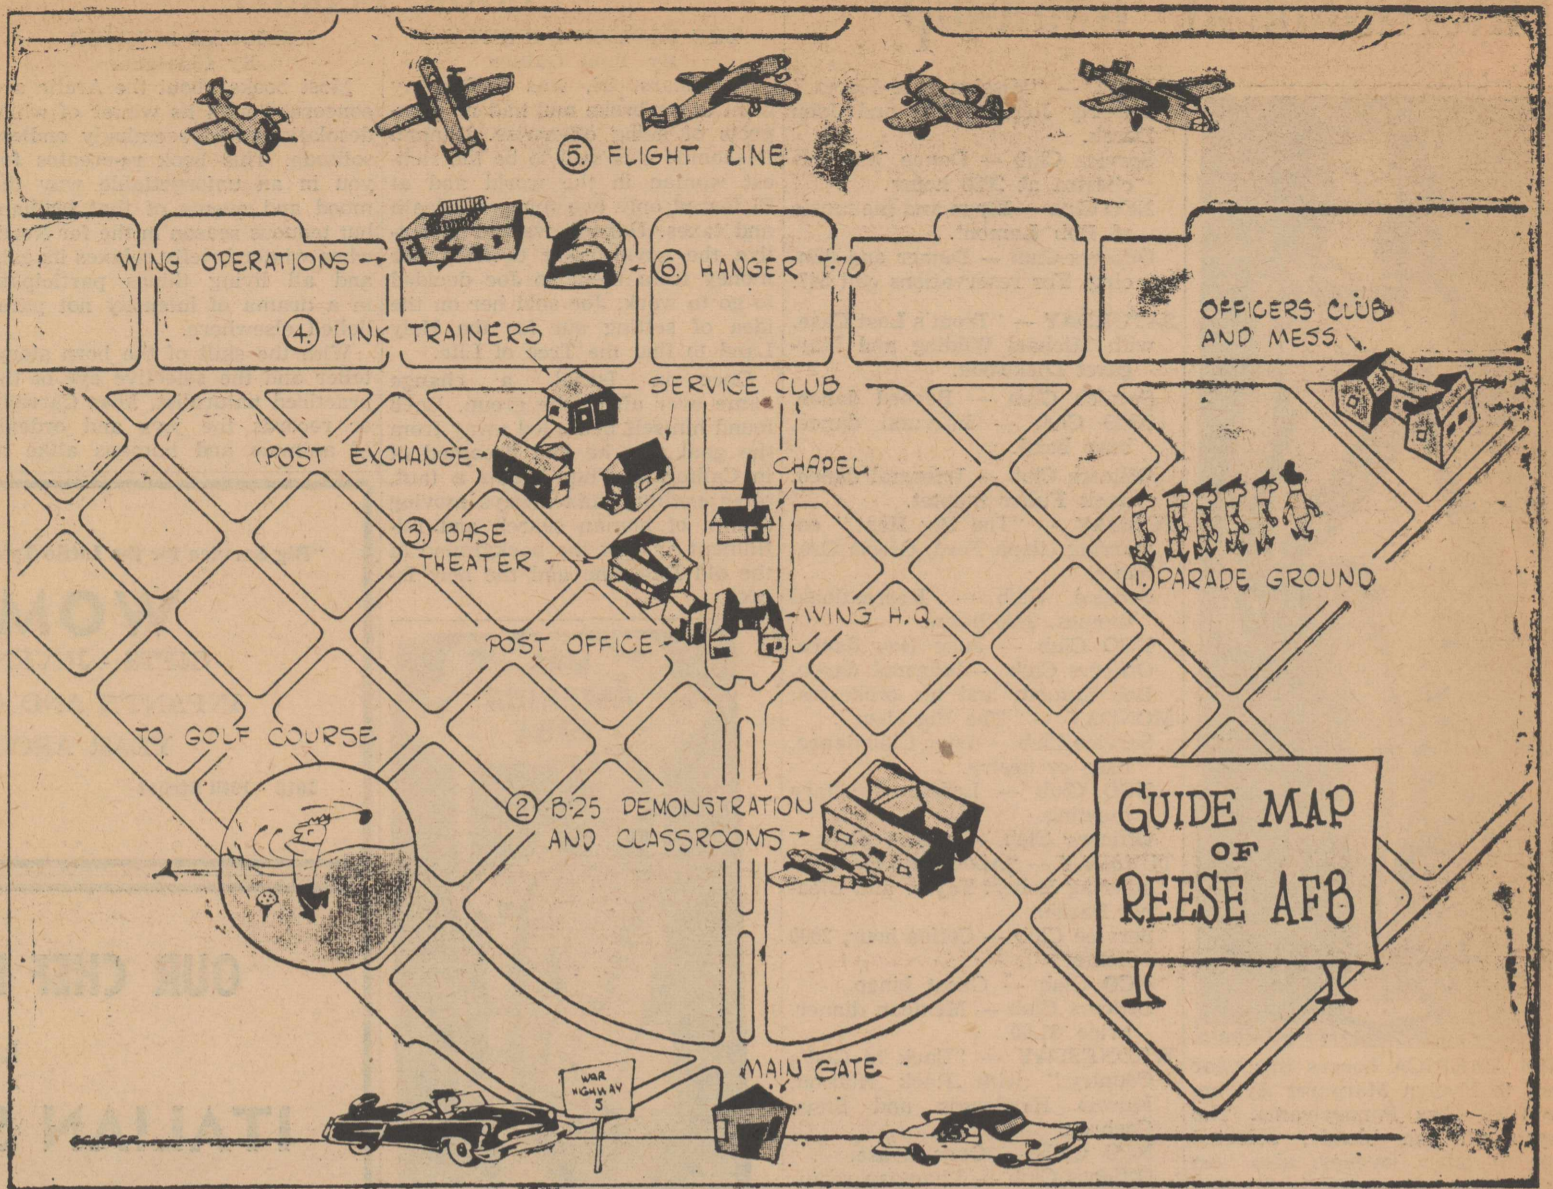 5. FLIGHT LINE
WING OPERATIONS
6. HANGER T-70
4. LINK TRAINERS
OFFICERS CLUB
AND MESS
SERVICE CLUB
POST EXCHANGE
CHAPEL
3. BASE
THEATER
1. PARADE GROUND
WING H.Q.
POST OFFICE
TO GOLF COURSE
2 B-25 DEMONSTRATION
AND CLASSROOMS
GUIDE MAP
OF
REESE AFB
MAIN GATE
WAR
HIGHWAY
5